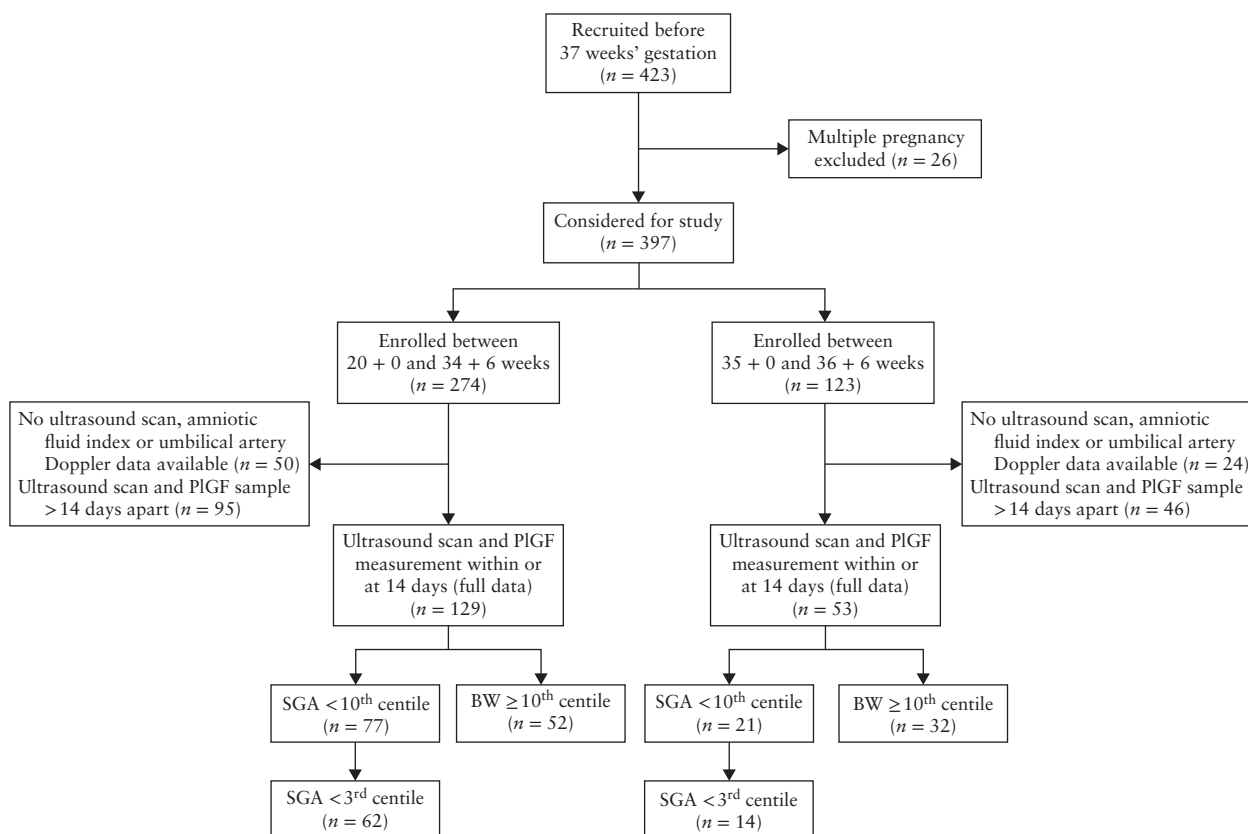 Recruited before
37 weeks’ gestation
(n = 423)
Multiple pregnancy
excluded (n = 26)
Considered for study
(n = 397)
Enrolled between
20 + 0 and 34 + 6 weeks
(n = 274)
Enrolled between
35 + 0 and 36 + 6 weeks
(n = 123)
No ultrasound scan, amniotic
fluid index or umbilical artery
Doppler data available (n = 50)
Ultrasound scan and PlGF sample
>14 days apart (n = 95)
No ultrasound scan, amniotic
fluid index or umbilical artery
Doppler data available (n = 24)
Ultrasound scan and PlGF sample
>14 days apart (n = 46)
Ultrasound scan and PlGF
measurement within or
at 14 days (full data)
(n = 129)
Ultrasound scan and PlGF
measurement within or
at 14 days (full data)
(n = 53)
SGA <10th centile
(n = 77)
BW ≥10th centile
(n = 52)
SGA <10th centile
(n = 21)
BW ≥10th centile
(n = 32)
SGA <3rd centile
(n = 62)
SGA <3rd centile
(n = 14)